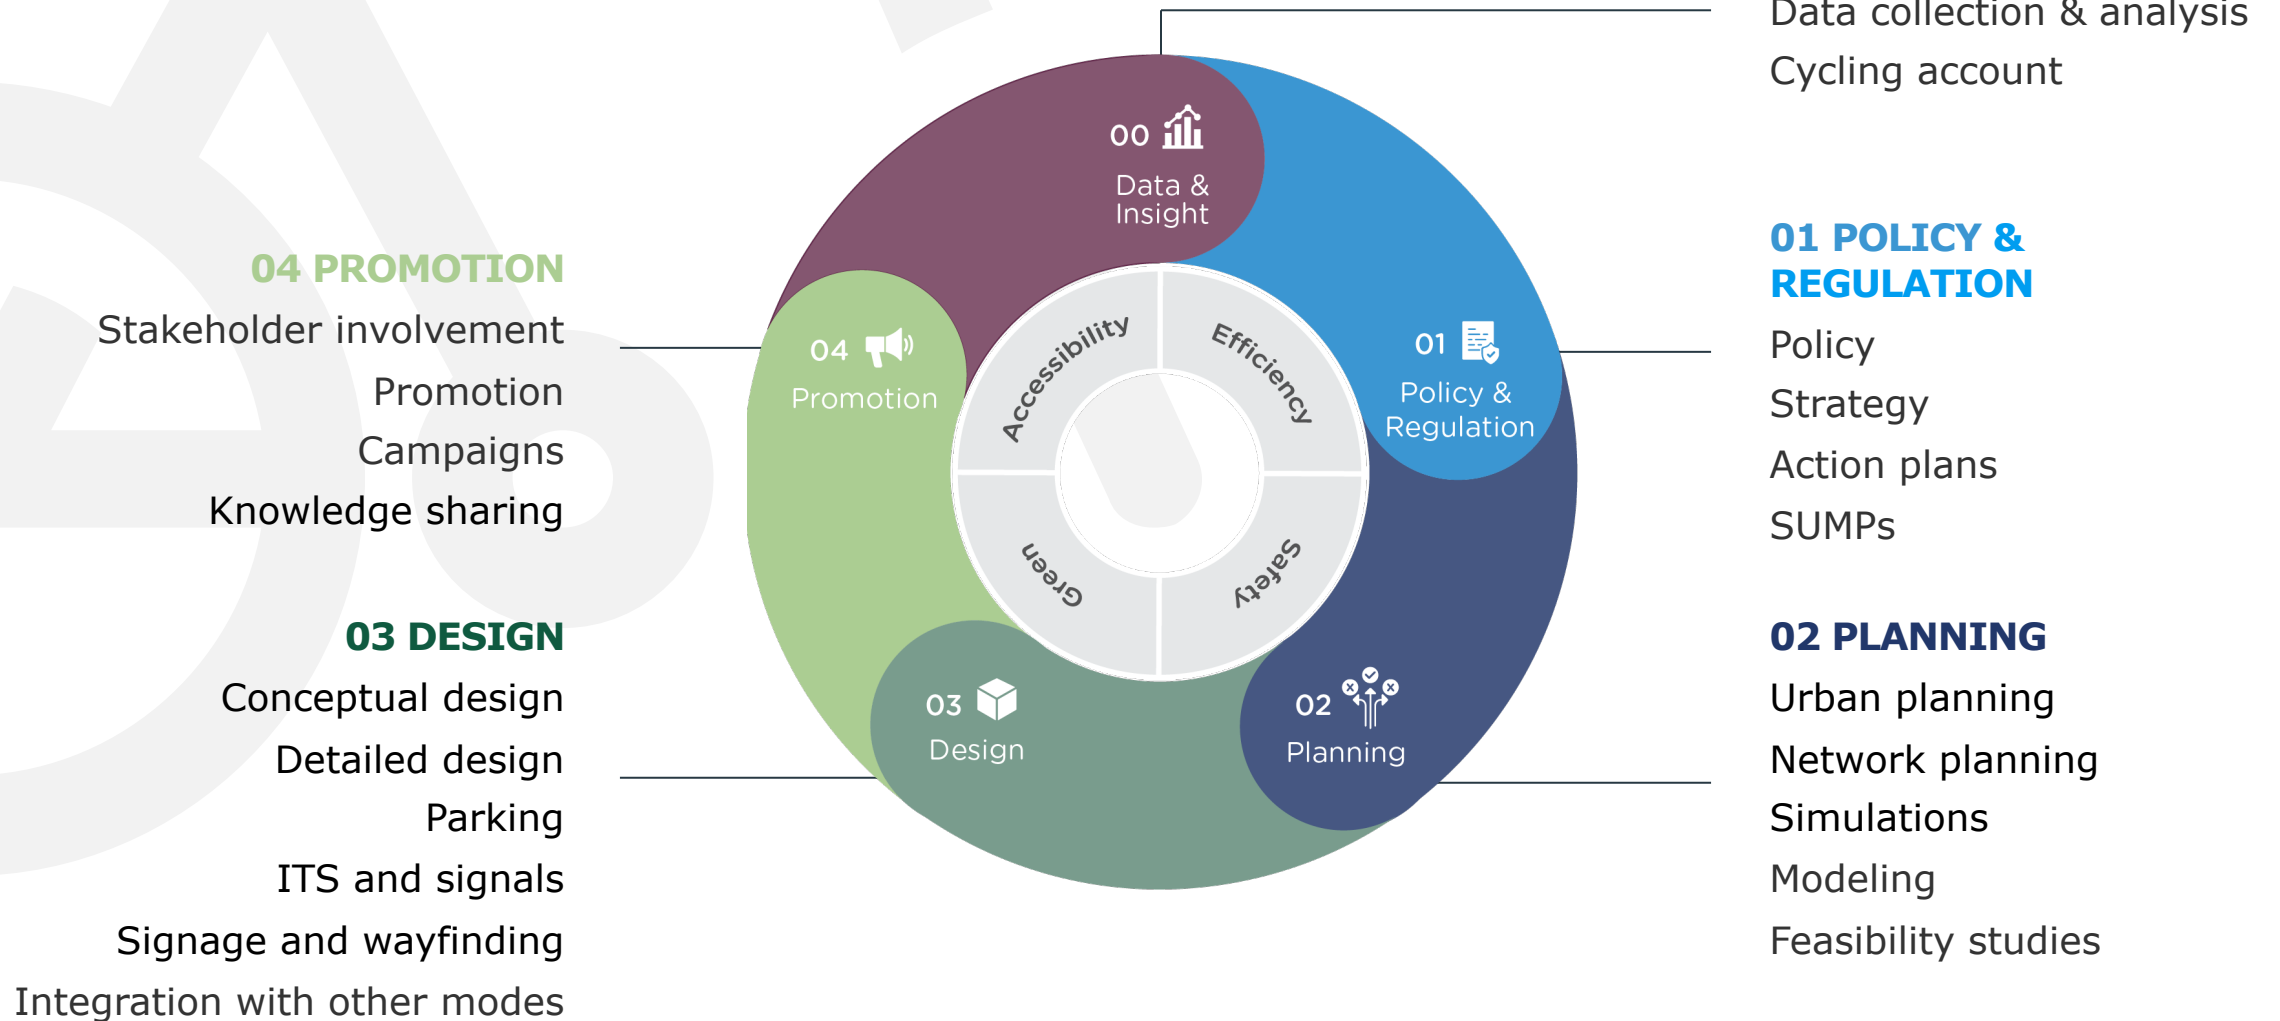 Data collection & analysis
Cycling account
00
Data &
Insight
01 POLICY &
REGULATION
Policy
Strategy
Action plans
SUMPs
01
Policy &
Regulation
02 PLANNING
Urban planning
Network planning
Simulations
Modeling
Feasibility studies
02
Planning
03 DESIGN
Conceptual design
Detailed design
Parking
ITS and signals
Signage and wayfinding
Integration with other modes
03
Design
04 PROMOTION
Stakeholder involvement
Promotion
Campaigns
Knowledge sharing
04
Promotion
Accessibility
Efficiency
Safety
Green